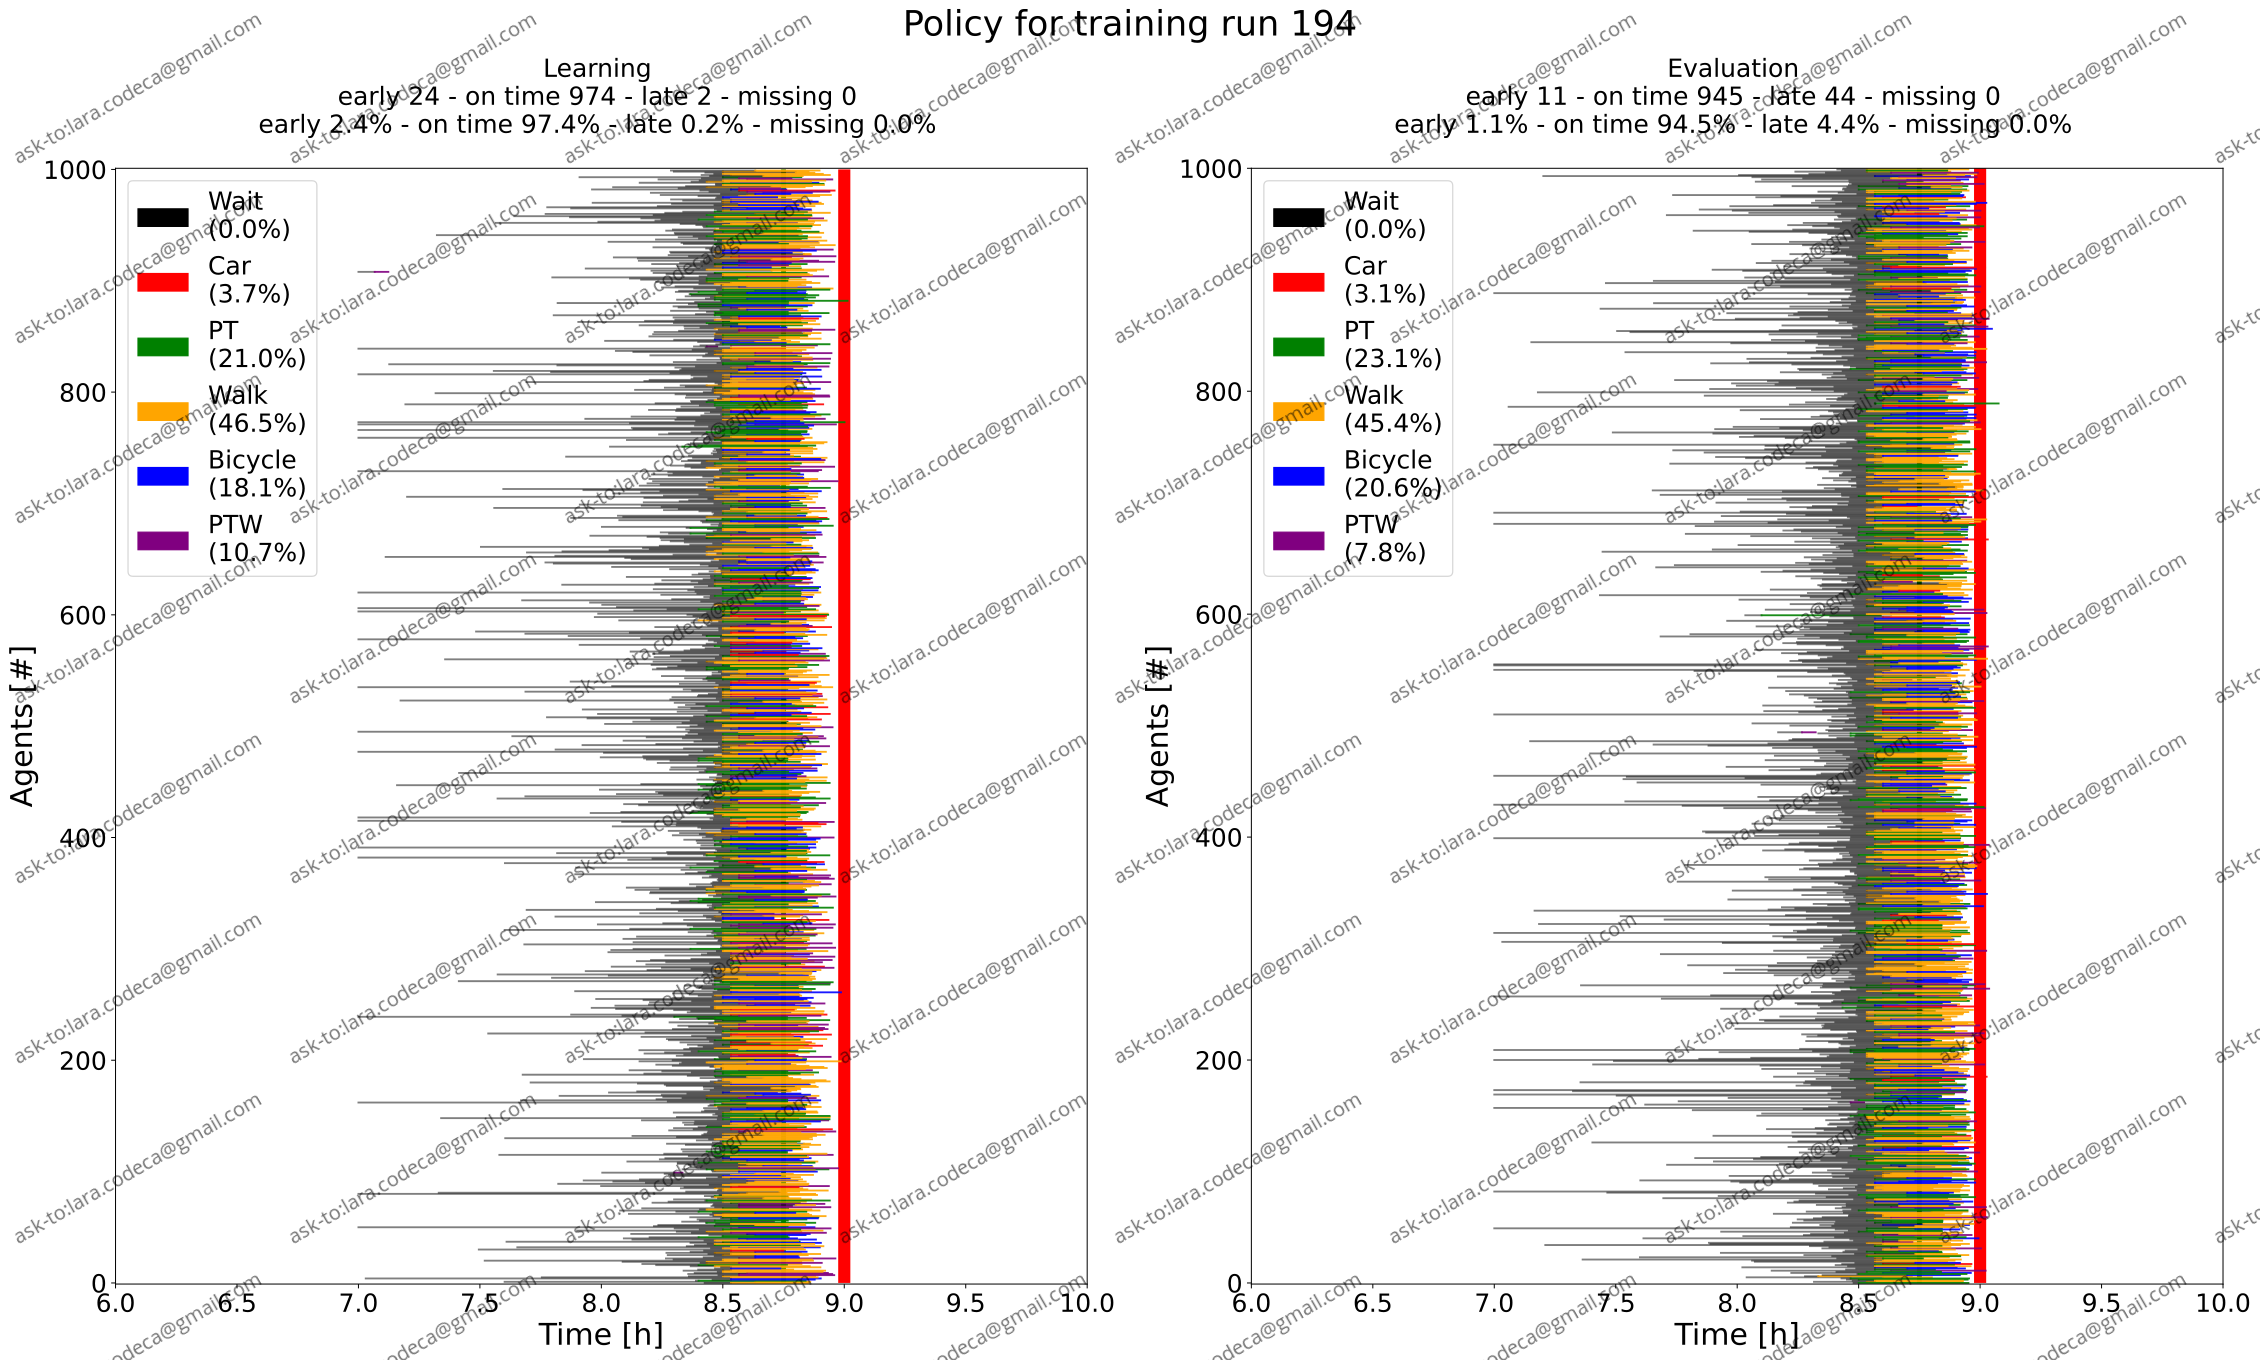 Policy for training run 194
Learning
early 24 - on time 974 - late 2 - missing 0
early 2.4% - on time 97.4% - late 0.2% - missing 0.0%
1000
800
600
400
200
0
Agents [#]
Wait
(0.0%)
Car
(3.7%)
PT
(21.0%)
Walk
(46.5%)
Bicycle
(18.1%)
PTW
(10.7%)
6.0 6.5 7.0 7.5 8.0 8.5 9.0 9.5 10.0
Time [h]
Evaluation
early 11 - on time 945 - late 44 - missing 0
early 1.1% - on time 94.5% - late 4.4% - missing 0.0%
1000
800
600
400
200
0
Agents [#]
Wait
(0.0%)
Car
(3.1%)
PT
(23.1%)
Walk
(45.4%)
Bicycle
(20.6%)
PTW
(7.8%)
6.0 6.5 7.0 7.5 8.0 8.5 9.0 9.5 10.0
Time [h]
ask-to:lara.codeca@gmail.com